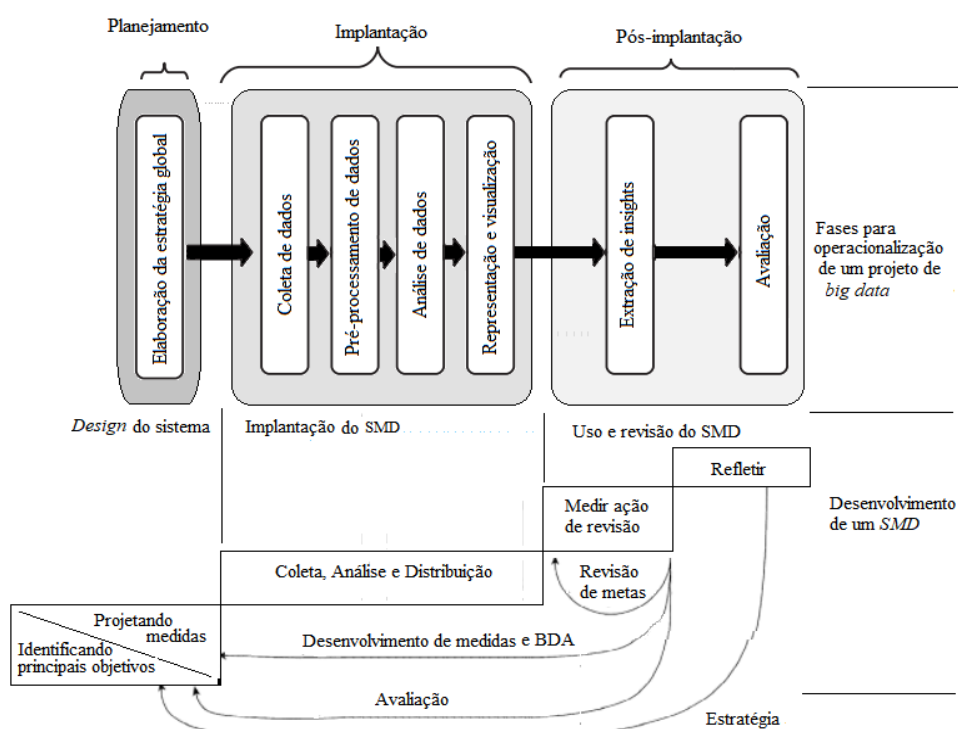 Planejamento
Implantação
Pós-implantação
Elaboração da estratégia global
Coleta de dados
Pré-processamento de dados
Análise de dados
Representação e visualização
Extração de insights
Avaliação
Fases para
operacionalização
de um projeto de
big data
Design do sistema
Implantação do SMD
Uso e revisão do SMD
Refletir
Medir ação
de revisão
Desenvolvimento
de um SMD
Coleta, Análise e Distribuição
Revisão
de metas
Projetando
medidas
Identificando
principais objetivos
Desenvolvimento de medidas e BDA
Avaliação
Estratégia